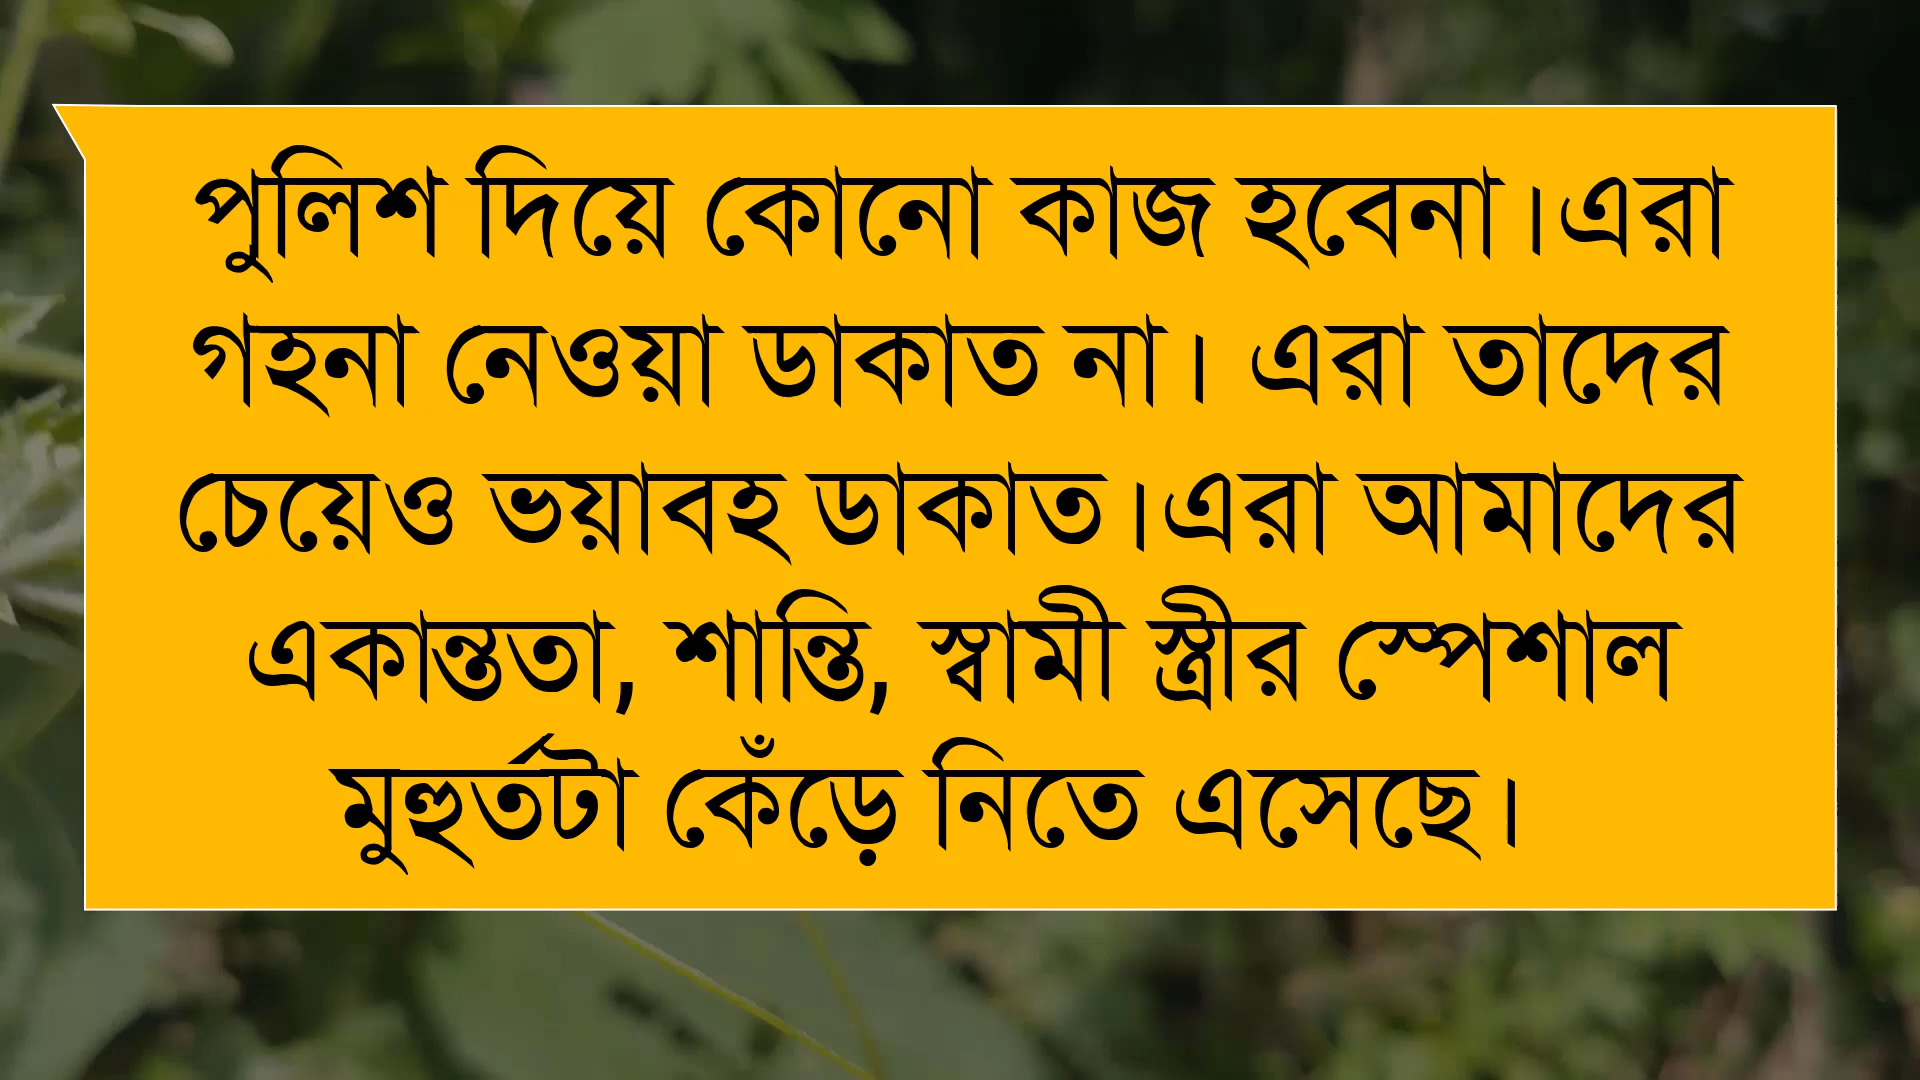 পুলিশ দিয়ে কোনো কাজ হবেনা।এরা
গহনা নেওয়া ডাকাত না। এরা তাদের
চেয়েও ভয়াবহ ডাকাত।এরা আমাদের
একান্ততা, শান্তি, স্বামী স্ত্রীর স্পেশাল
মুহুর্তটা কেঁড়ে নিতে এসেছে।